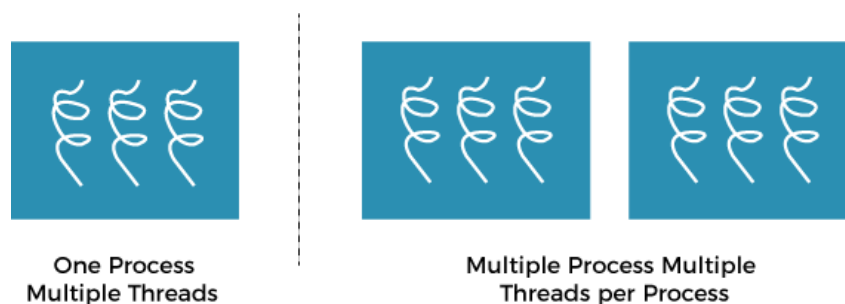 One Process
Multiple Threads
Multiple Process Multiple
Threads per Process